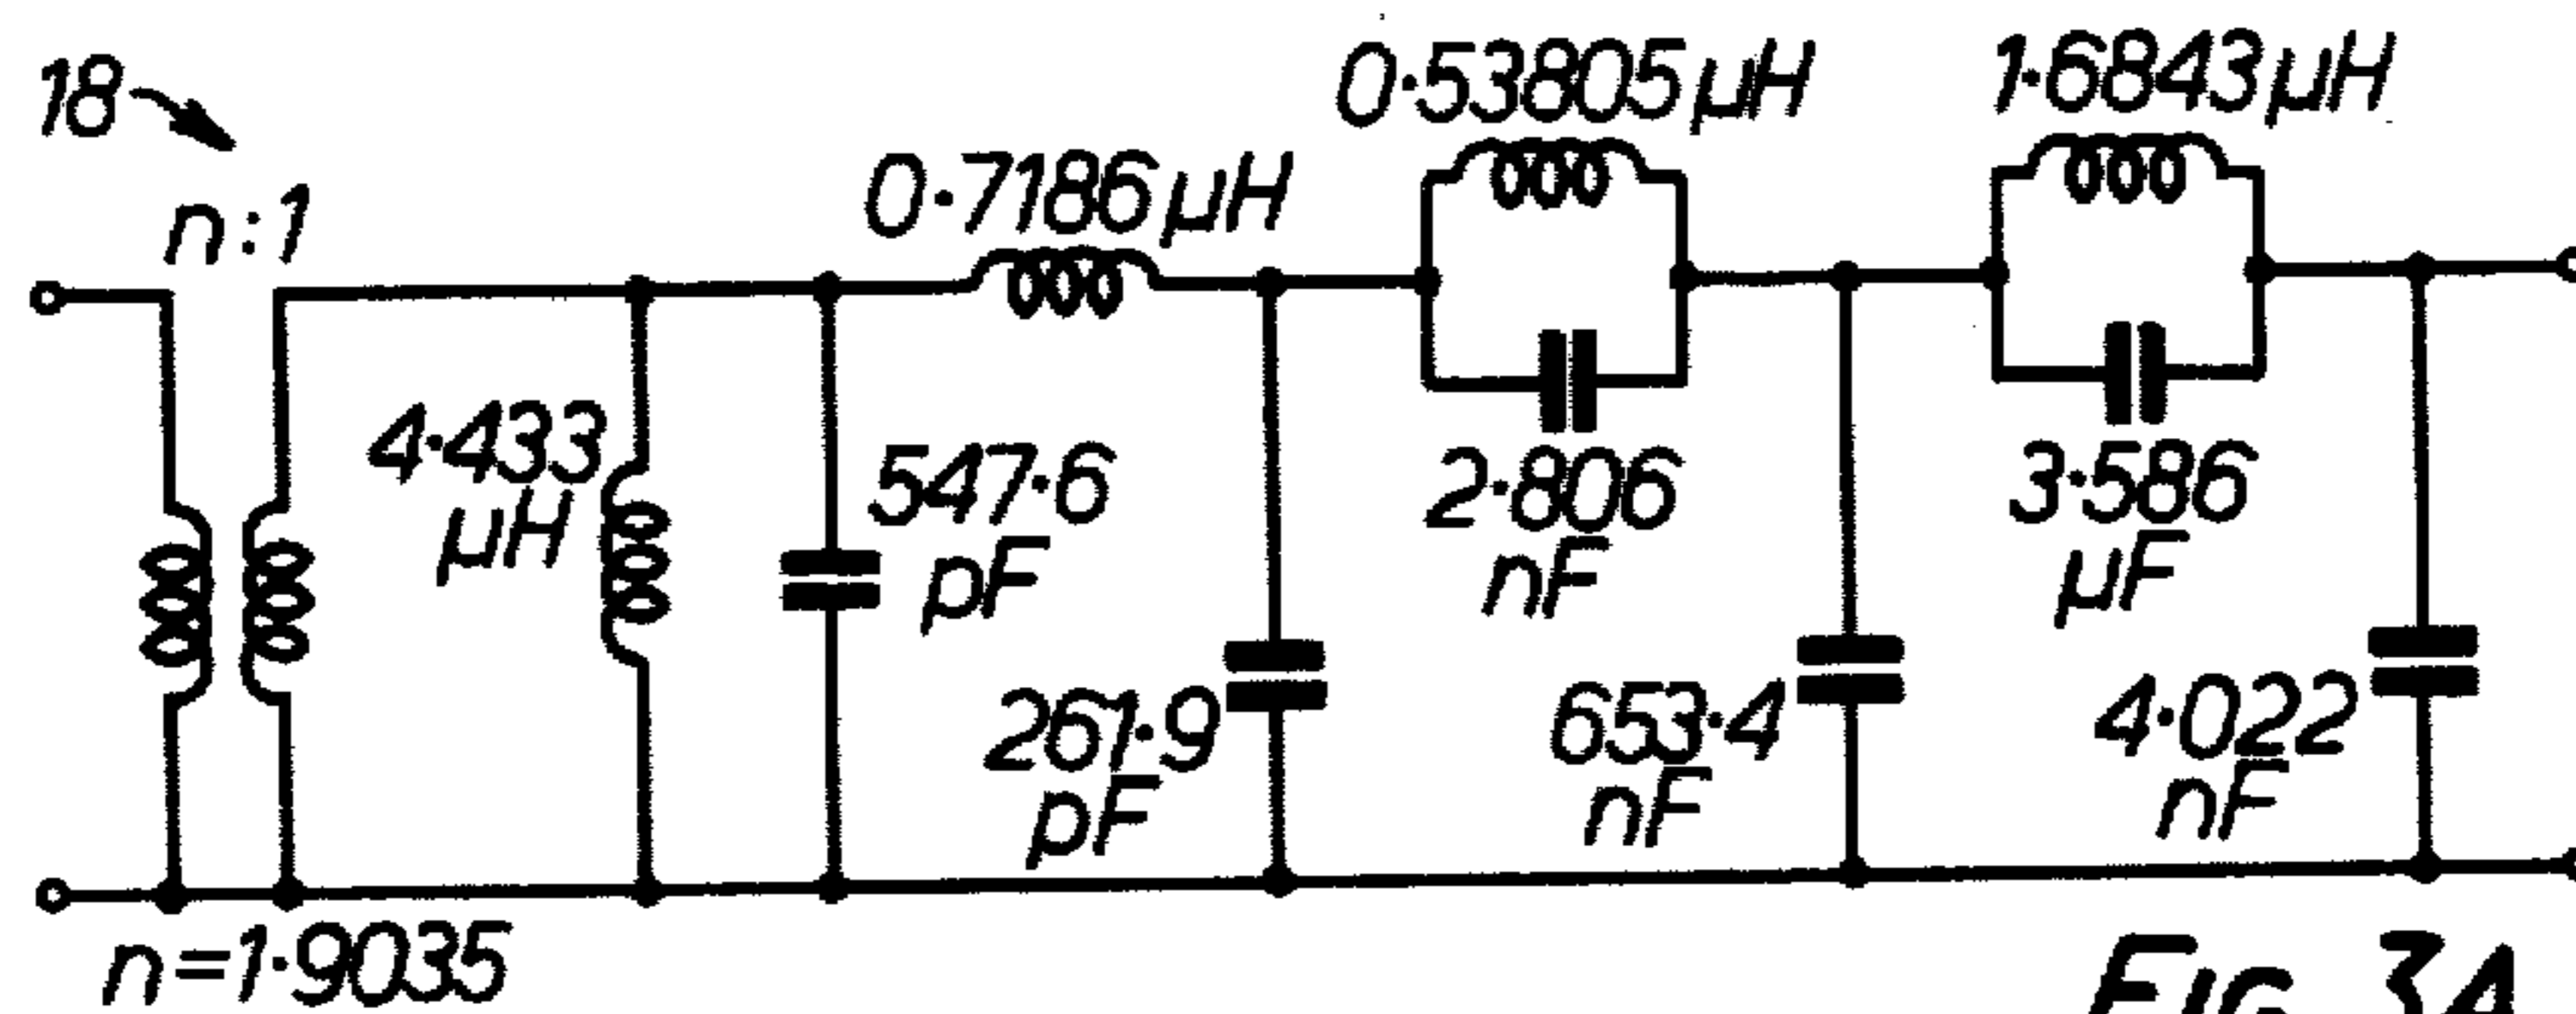 18
n:1
0·7186 μH
0·53805 μH
1·6843 μH
4·433
μH
547·6
pF
261·9
pF
2·806
nF
653·4
nF
3·586
μF
4·022
nF
n=1·9035
FIG. 3A